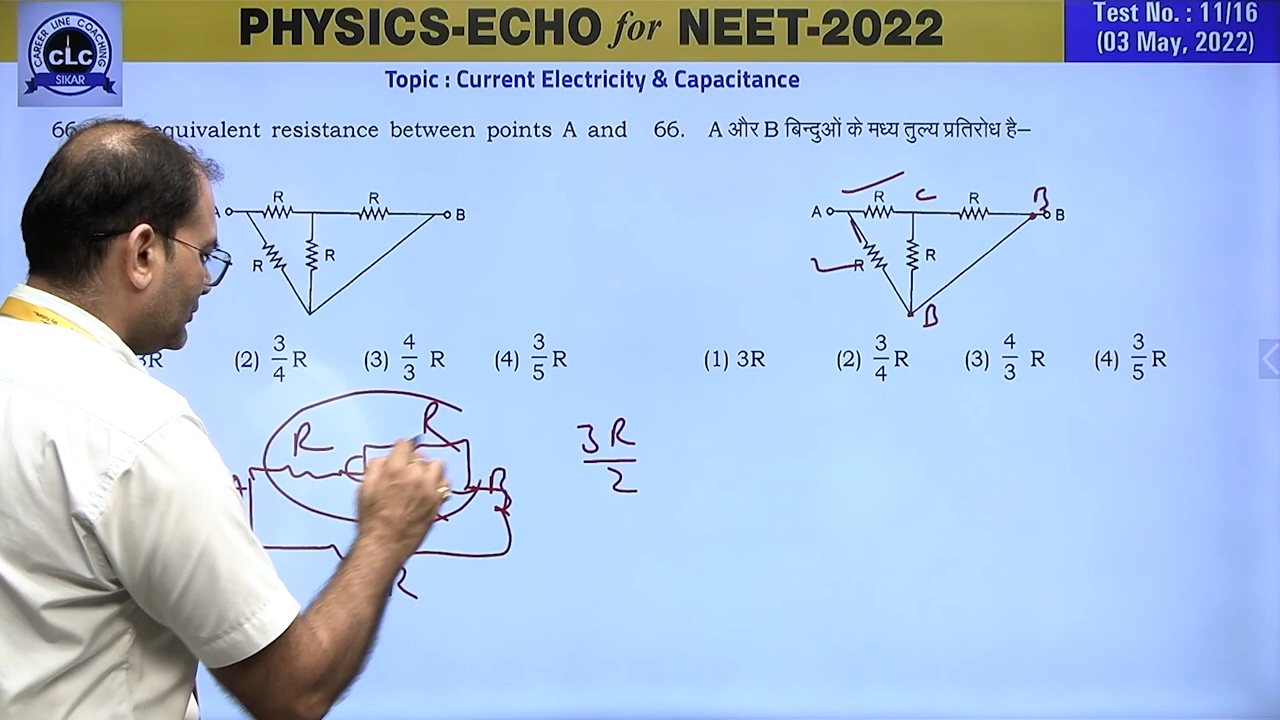 PHYSICS-ECHO for NEET-2022
Test No. : 11/16
(03 May, 2022)
CAREER LINE COACHING
CLC
SIKAR
Topic : Current Electricity & Capacitance
66
equivalent resistance between points A and
66. A और B बिन्दुओं के मध्य तुल्य प्रतिरोध है–
R R
A B
R R
R R C B
A B
R R
B
3R (2) 3/4 R (3) 4/3 R (4) 3/5 R
(1) 3R (2) 3/4 R (3) 4/3 R (4) 3/5 R
R R
A B
R
3R/2